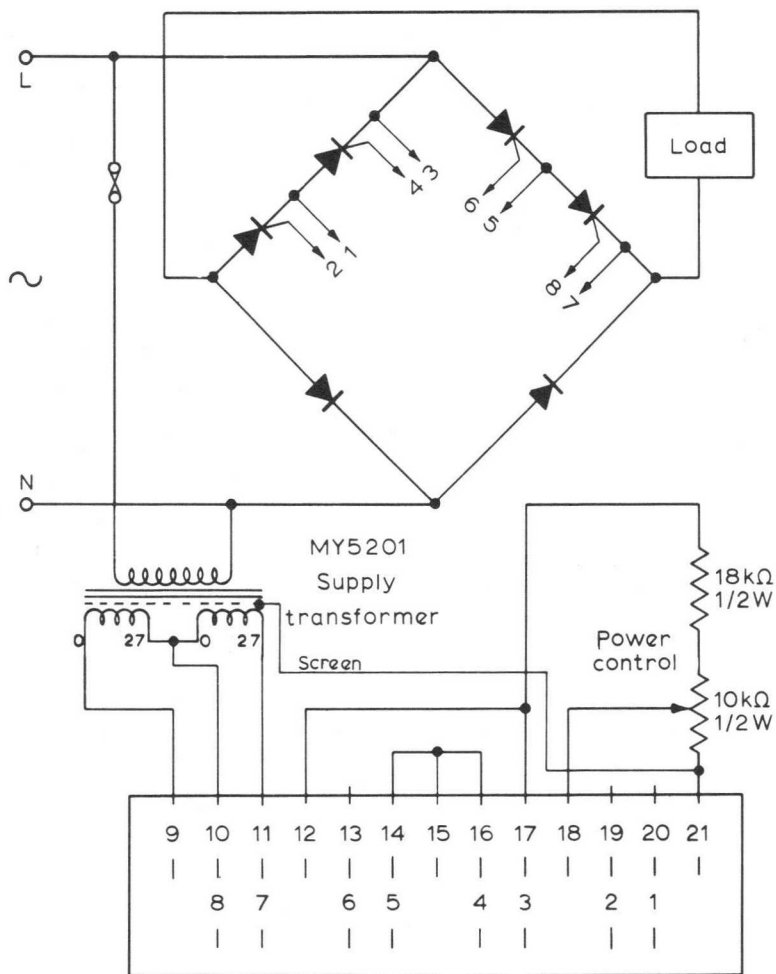 L
Load
4 3
6 5
2 1
8 7
~
N
MY5201
Supply
transformer
18kΩ
1/2W
Power
control
10kΩ
1/2W
0 27 0 27
Screen
9 10 11 12 13 14 15 16 17 18 19 20 21
8 7 6 5 4 3 2 1